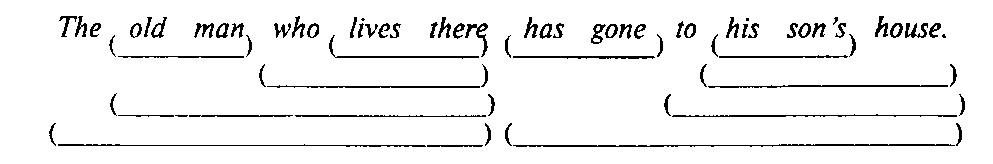 The old man who lives there has gone to his son's house.